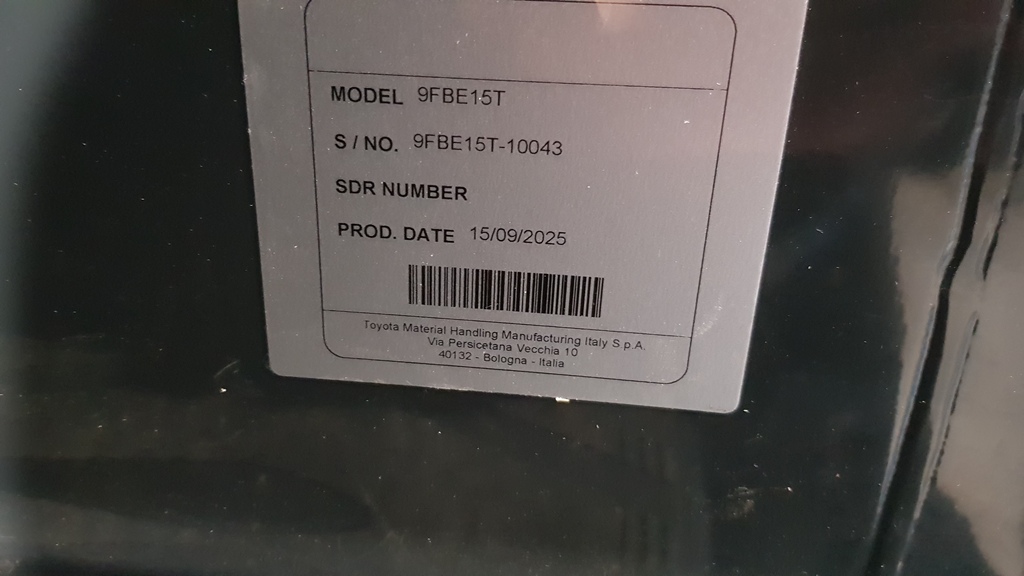 MODEL 9FBE15T
S / NO. 9FBE15T-10043
SDR NUMBER
PROD. DATE 15/09/2025
Toyota Material Handling Manufacturing Italy S.p.A.
Via Persicetana Vecchia 10
40132 - Bologna - Italia